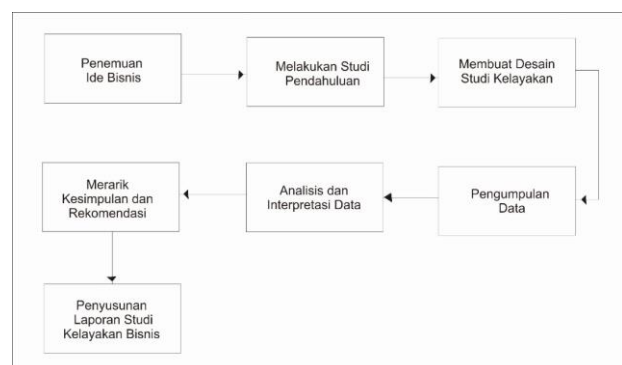 Penemuan
Ide Bisnis
Melakukan Studi
Pendahuluan
Membuat Desain
Studi Kelayakan
Pengumpulan
Data
Analisis dan
Interpretasi Data
Merarik
Kesimpulan dan
Rekomendasi
Penyusunan
Laporan Studi
Kelayakan Bisnis